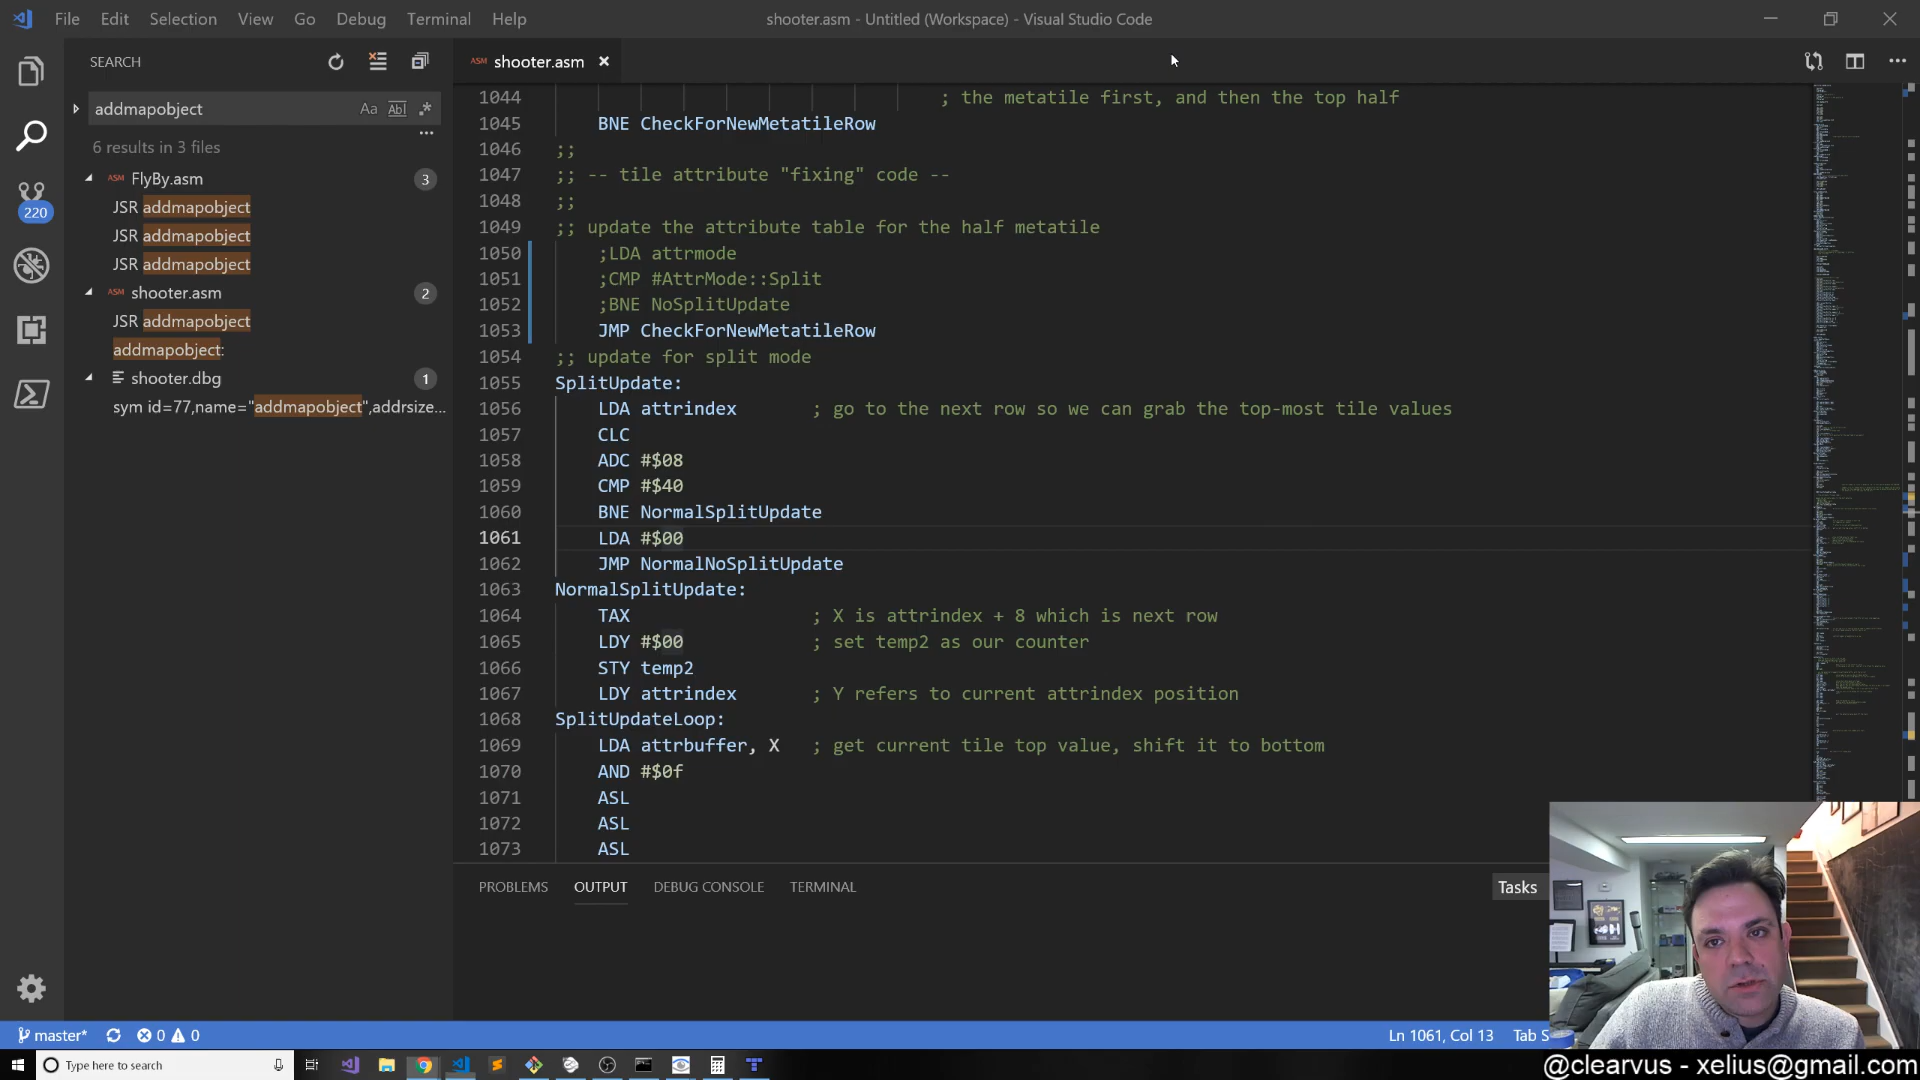 File Edit Selection View Go Debug Terminal Help
shooter.asm - Untitled (Workspace) - Visual Studio Code
SEARCH
ASM shooter.asm
addmapobject
Aa Abl .*
6 results in 3 files
ASM FlyBy.asm 3
JSR addmapobject
JSR addmapobject
JSR addmapobject
ASM shooter.asm 2
JSR addmapobject
addmapobject:
shooter.dbg 1
sym id=77,name="addmapobject",addrsize...
220
1044 ; the metatile first, and then the top half
1045 BNE CheckForNewMetatileRow
1046 ;;
1047 ;; -- tile attribute "fixing" code --
1048 ;;
1049 ;; update the attribute table for the half metatile
1050 ;LDA attrmode
1051 ;CMP #AttrMode::Split
1052 ;BNE NoSplitUpdate
1053 JMP CheckForNewMetatileRow
1054 ;; update for split mode
1055 SplitUpdate:
1056 LDA attrindex ; go to the next row so we can grab the top-most tile values
1057 CLC
1058 ADC #$08
1059 CMP #$40
1060 BNE NormalSplitUpdate
1061 LDA #$00
1062 JMP NormalNoSplitUpdate
1063 NormalSplitUpdate:
1064 TAX ; X is attrindex + 8 which is next row
1065 LDY #$00 ; set temp2 as our counter
1066 STY temp2
1067 LDY attrindex ; Y refers to current attrindex position
1068 SplitUpdateLoop:
1069 LDA attrbuffer, X ; get current tile top value, shift it to bottom
1070 AND #$0f
1071 ASL
1072 ASL
1073 ASL
PROBLEMS OUTPUT DEBUG CONSOLE TERMINAL
Tasks
master* 0 0
Ln 1061, Col 13 Tab S
Type here to search
@clearvus - xelius@gmail.com